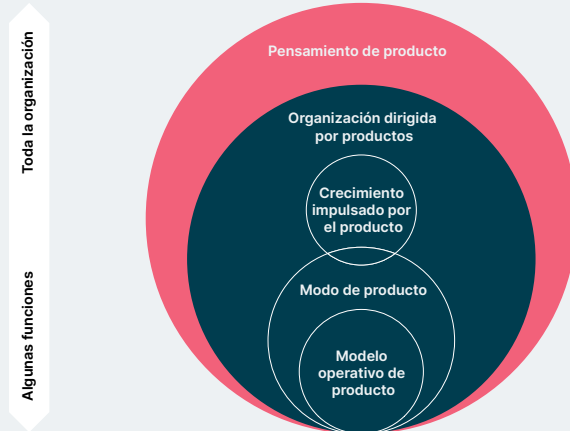 Toda la organización
Algunas funciones
Pensamiento de producto
Organización dirigida
por productos
Crecimiento
impulsado por
el producto
Modo de producto
Modelo
operativo de
producto